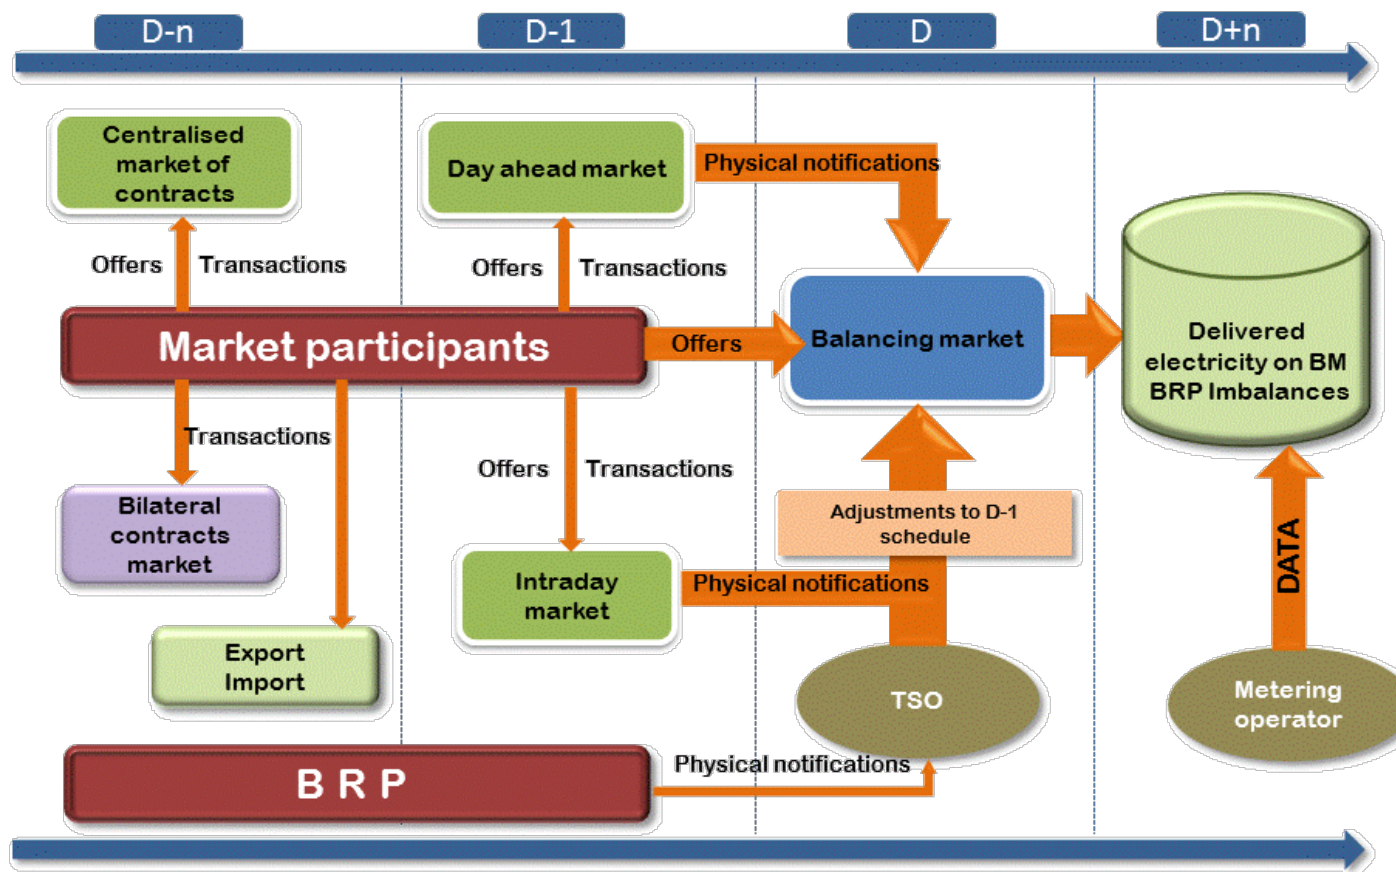 D-n
D-1
D
D+n
Centralised
market of
contracts
Day ahead market
Physical notifications
Offers
Transactions
Offers
Transactions
Market participants
Offers
Balancing market
Delivered
electricity on BM
BRP Imbalances
Transactions
Offers
Transactions
Bilateral
contracts
market
Adjustments to D-1
schedule
DATA
Intraday
market
Physical notifications
Export
Import
TSO
Metering
operator
B R P
Physical notifications